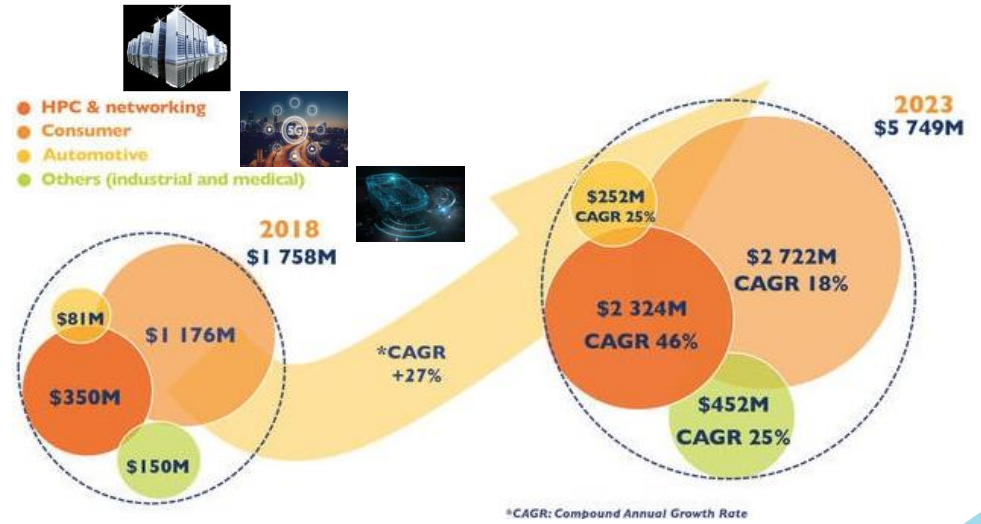 HPC & networking
Consumer
Automotive
Others (industrial and medical)
5G
2018
$1 758M
$81M
$1 176M
$350M
$150M
*CAGR
+27%
2023
$5 749M
$252M
CAGR 25%
$2 722M
CAGR 18%
$2 324M
CAGR 46%
$452M
CAGR 25%
*CAGR: Compound Annual Growth Rate